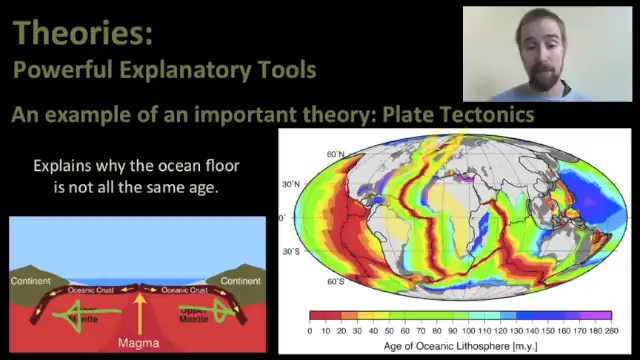 Theories:
Powerful Explanatory Tools
An example of an important theory: Plate Tectonics
Explains why the ocean floor
is not all the same age.
Continent
Continent
Oceanic Crust
Oceanic Crust
Upper
Mantle
Upper
Mantle
Magma
60°N
30°N
0°
30°S
60°S
0 10 20 30 40 50 60 70 80 90 100 110 120 130 140 150 160 170 180 280
Age of Oceanic Lithosphere [m.y.]